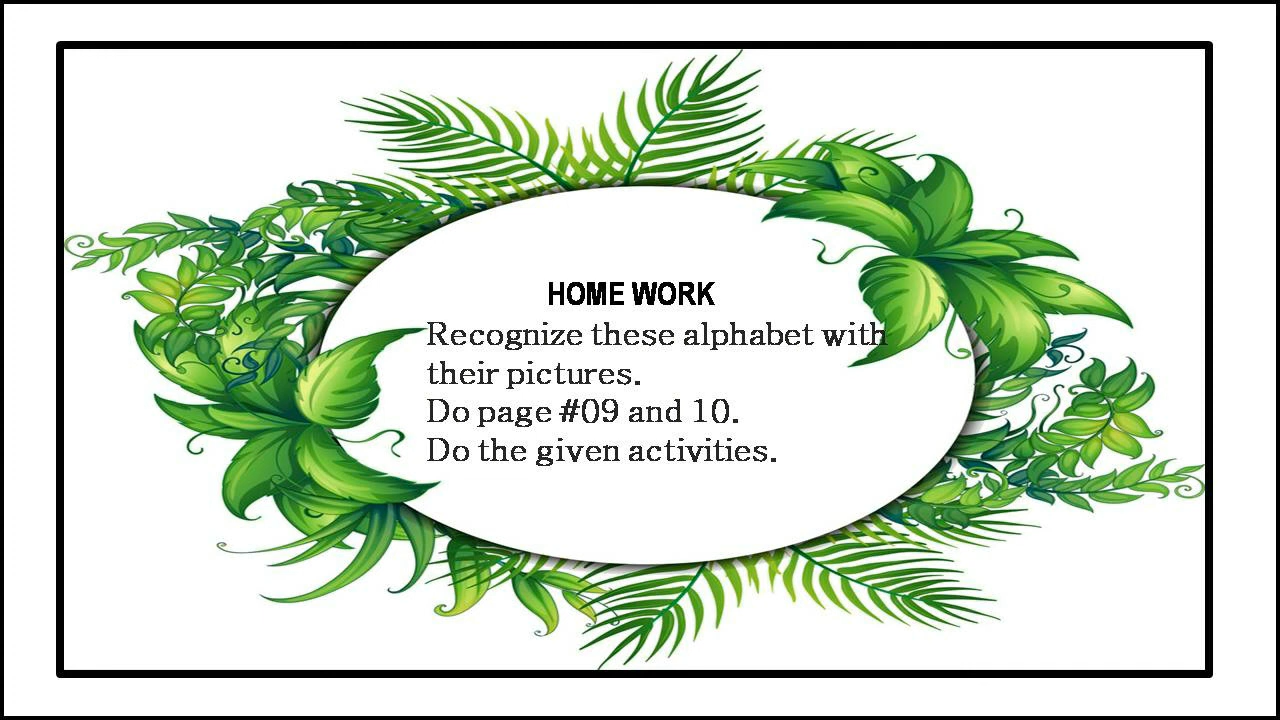 HOME WORK
Recognize these alphabet with
their pictures.
Do page #09 and 10.
Do the given activities.